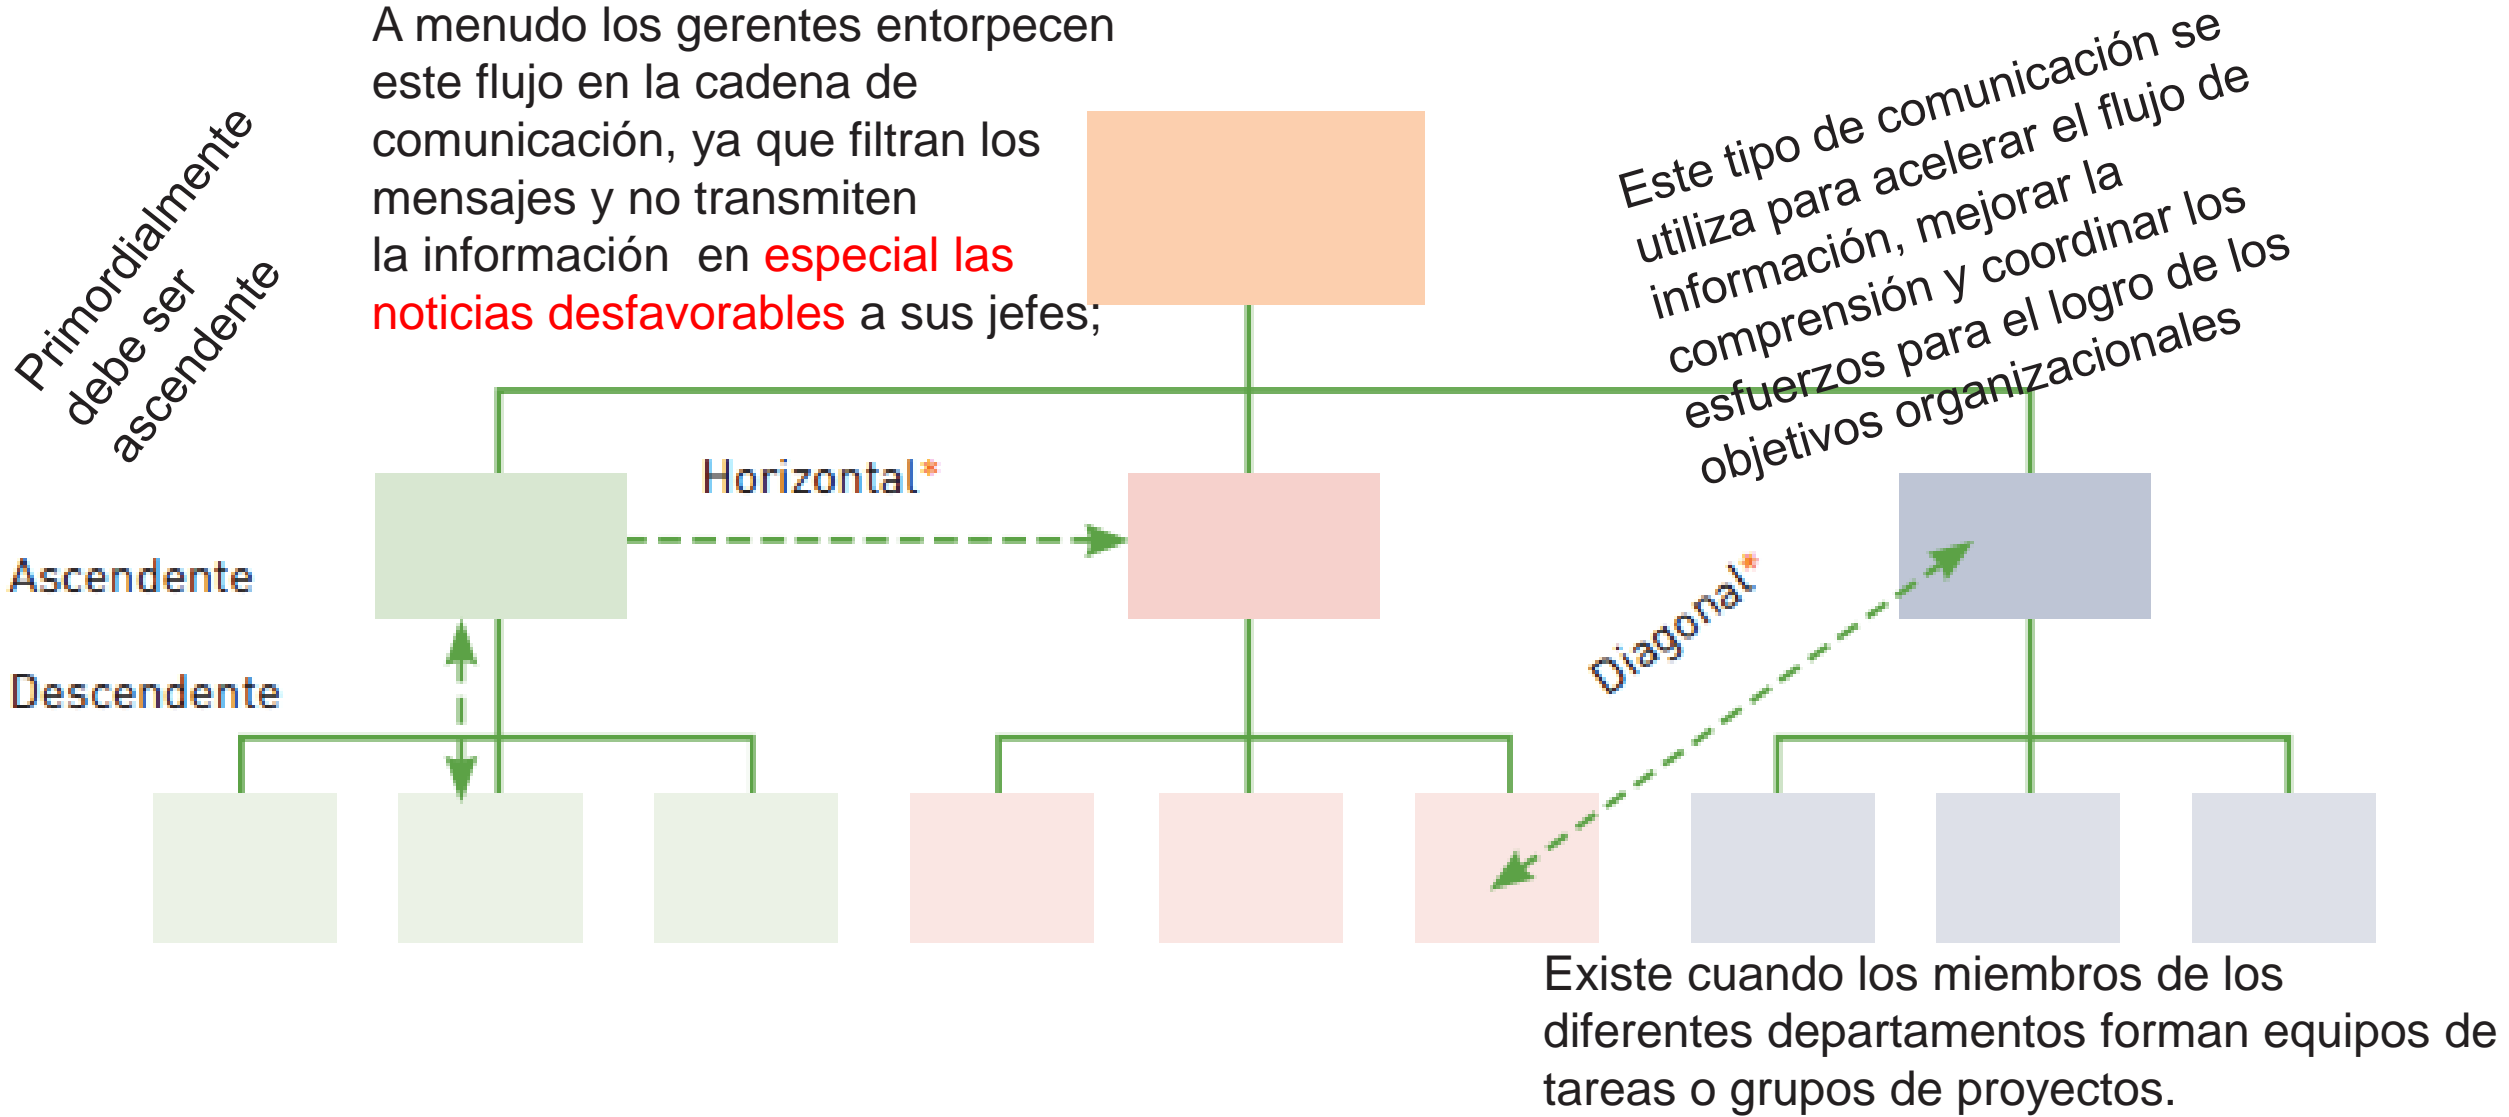 A menudo los gerentes entorpecen
este flujo en la cadena de
comunicación, ya que filtran los
mensajes y no transmiten
la información  en especial las
noticias desfavorables a sus jefes;
Primordialmente
debe ser
ascendente
Este tipo de comunicación se
utiliza para acelerar el flujo de
información, mejorar la
comprensión y coordinar los
esfuerzos para el logro de los
objetivos organizacionales
Horizontal*
Ascendente
Descendente
Diagonal*
Existe cuando los miembros de los
diferentes departamentos forman equipos de
tareas o grupos de proyectos.